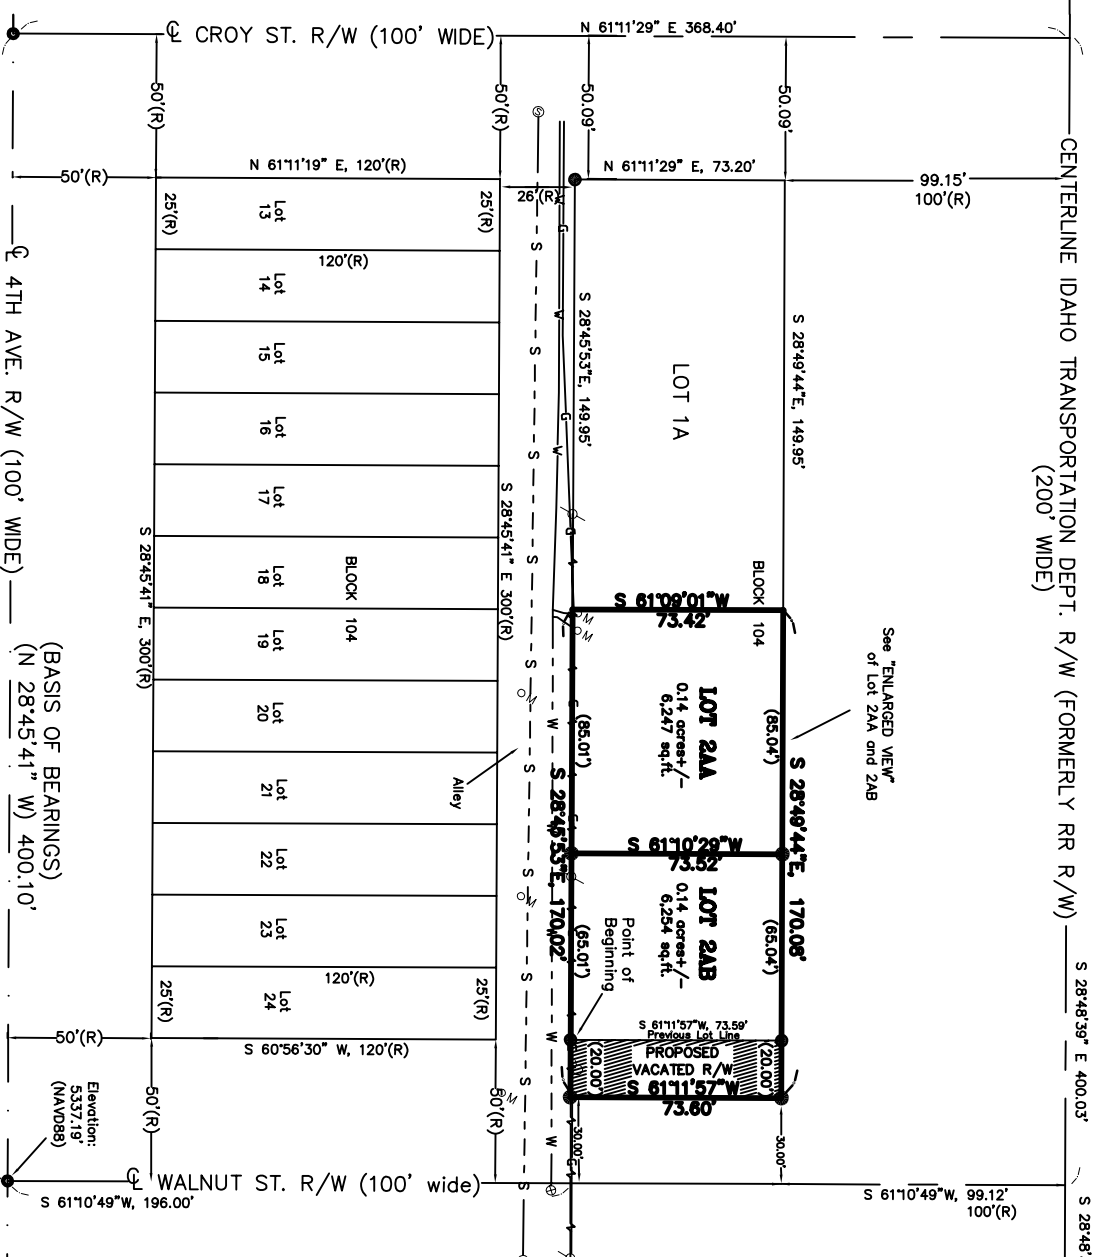 ℄ CROY ST. R/W (100' WIDE)
N 61°11'29" E 368.40'
50'(R)
50'(R)
50.09'
50.09'
50'(R)
N 61°11'19" E, 120'(R)
26'(R)
N 61°11'29" E, 73.20'
99.15'
100'(R)
CENTERLINE IDAHO TRANSPORTATION DEPT. R/W (FORMERLY RR R/W)
(200' WIDE)
25'(R)
25'(R)
Lot
13
120'(R)
Lot
14
Lot
15
Lot
16
Lot
17
Lot
18
Lot
19
Lot
20
Lot
21
Lot
22
Lot
23
Lot
24
BLOCK 104
120'(R)
25'(R)
25'(R)
S 28°45'41" E, 300'(R)
S 28°45'41" E 300'(R)
S 28°45'53"E, 149.95'
S 28°49'44"E, 149.95'
LOT 1A
BLOCK 104
℄ 4TH AVE. R/W (100' WIDE)
(BASIS OF BEARINGS)
(N 28°45'41" W) 400.10'
S 61°09'01"W
73.42'
See "ENLARGED VIEW"
of Lot 2AA and 2AB
LOT 2AA
0.14 acres+/-
6,247 sq.ft.
(85.01')
(85.04')
S 28°45'53"E, 170.02'
S 28°49'44"E, 170.08'
Alley
S 61°10'29"W
73.52'
LOT 2AB
0.14 acres+/-
6,254 sq.ft.
(65.01')
(65.04')
Point of
Beginning
S 61°11'57"W, 73.59'
Previous Lot Line
PROPOSED
VACATED R/W
(20.00')
(20.00')
S 61°11'57"W
73.60'
30.00'
30.00'
S 28°48'39" E 400.03'
50'(R)
S 60°56'30" W, 120'(R)
50'(R)
50'(R)
Elevation:
5337.19'
(NAVD88)
℄ WALNUT ST. R/W (100' wide)
S 61°10'49"W, 196.00'
S 61°10'49"W, 99.12'
100'(R)
S 28°48'
S
S
S
S
S
S
S
S
W
G
W
G
W
G
W
W
W
W
M
M
M
M
M